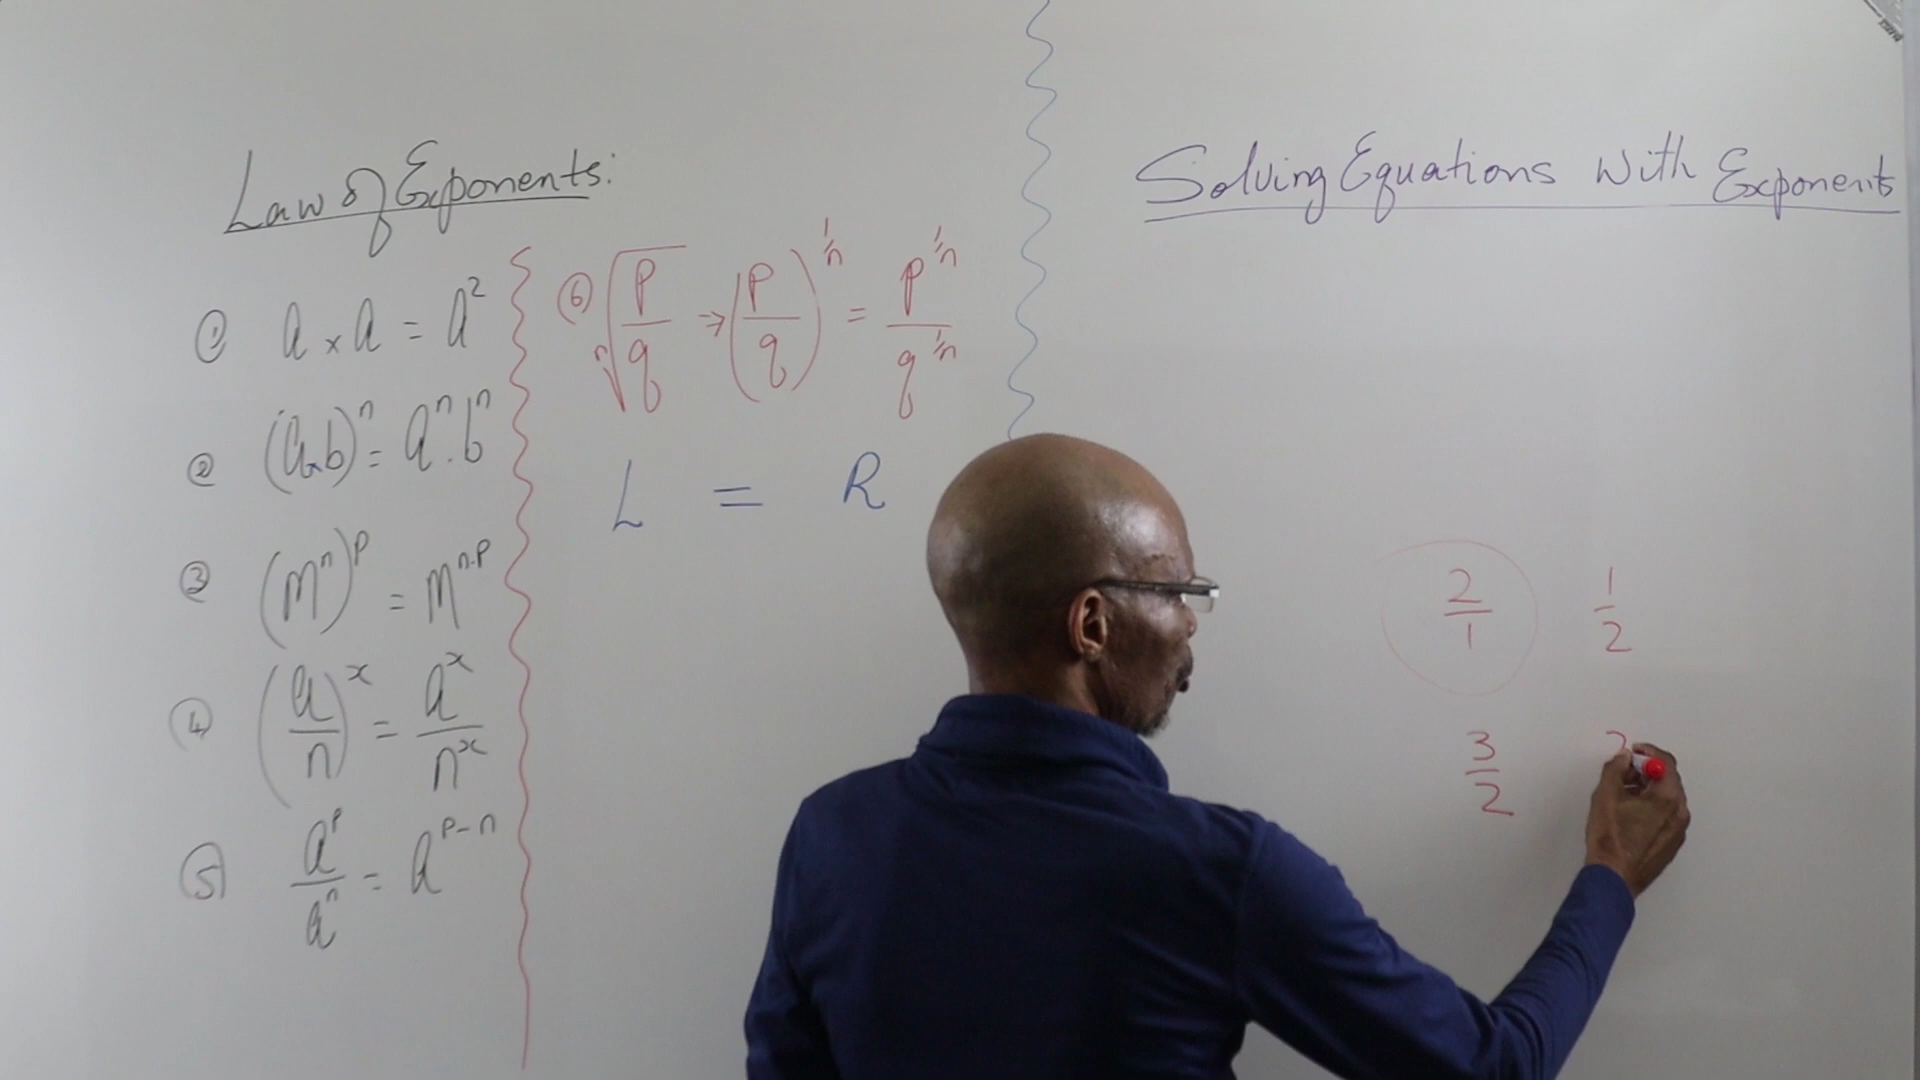 Law of Exponents:
① a × a = a²
② (a×b)ⁿ = aⁿ . bⁿ
③ (mⁿ)ᵖ = mⁿ·ᵖ
④ (a/n)ˣ = aˣ/nˣ
⑤ aᵖ/aⁿ = aᵖ⁻ⁿ
⑥ ⁿ√(p/q) → (p/q)^(1/n) = p^(1/n)/q^(1/n)
L = R
Solving Equations With Exponents
2/1 1/2
3/2